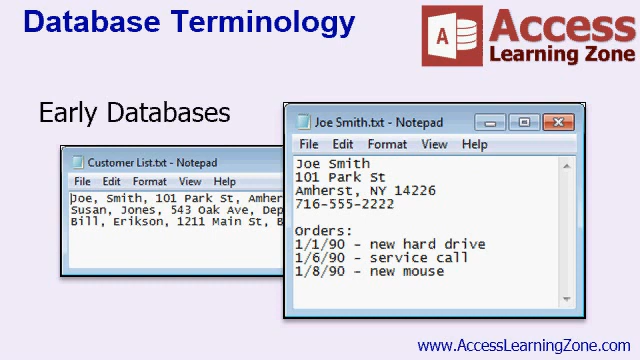 Database Terminology
Access
Learning Zone
Early Databases
Customer List.txt - Notepad
File Edit Format View Help
Joe, Smith, 101 Park St, Amher
Susan, Jones, 543 Oak Ave, Dep
Bill, Erikson, 1211 Main St, B
Joe Smith.txt - Notepad
File Edit Format View Help
Joe Smith
101 Park St
Amherst, NY 14226
716-555-2222
Orders:
1/1/90 - new hard drive
1/6/90 - service call
1/8/90 - new mouse
www.AccessLearningZone.com